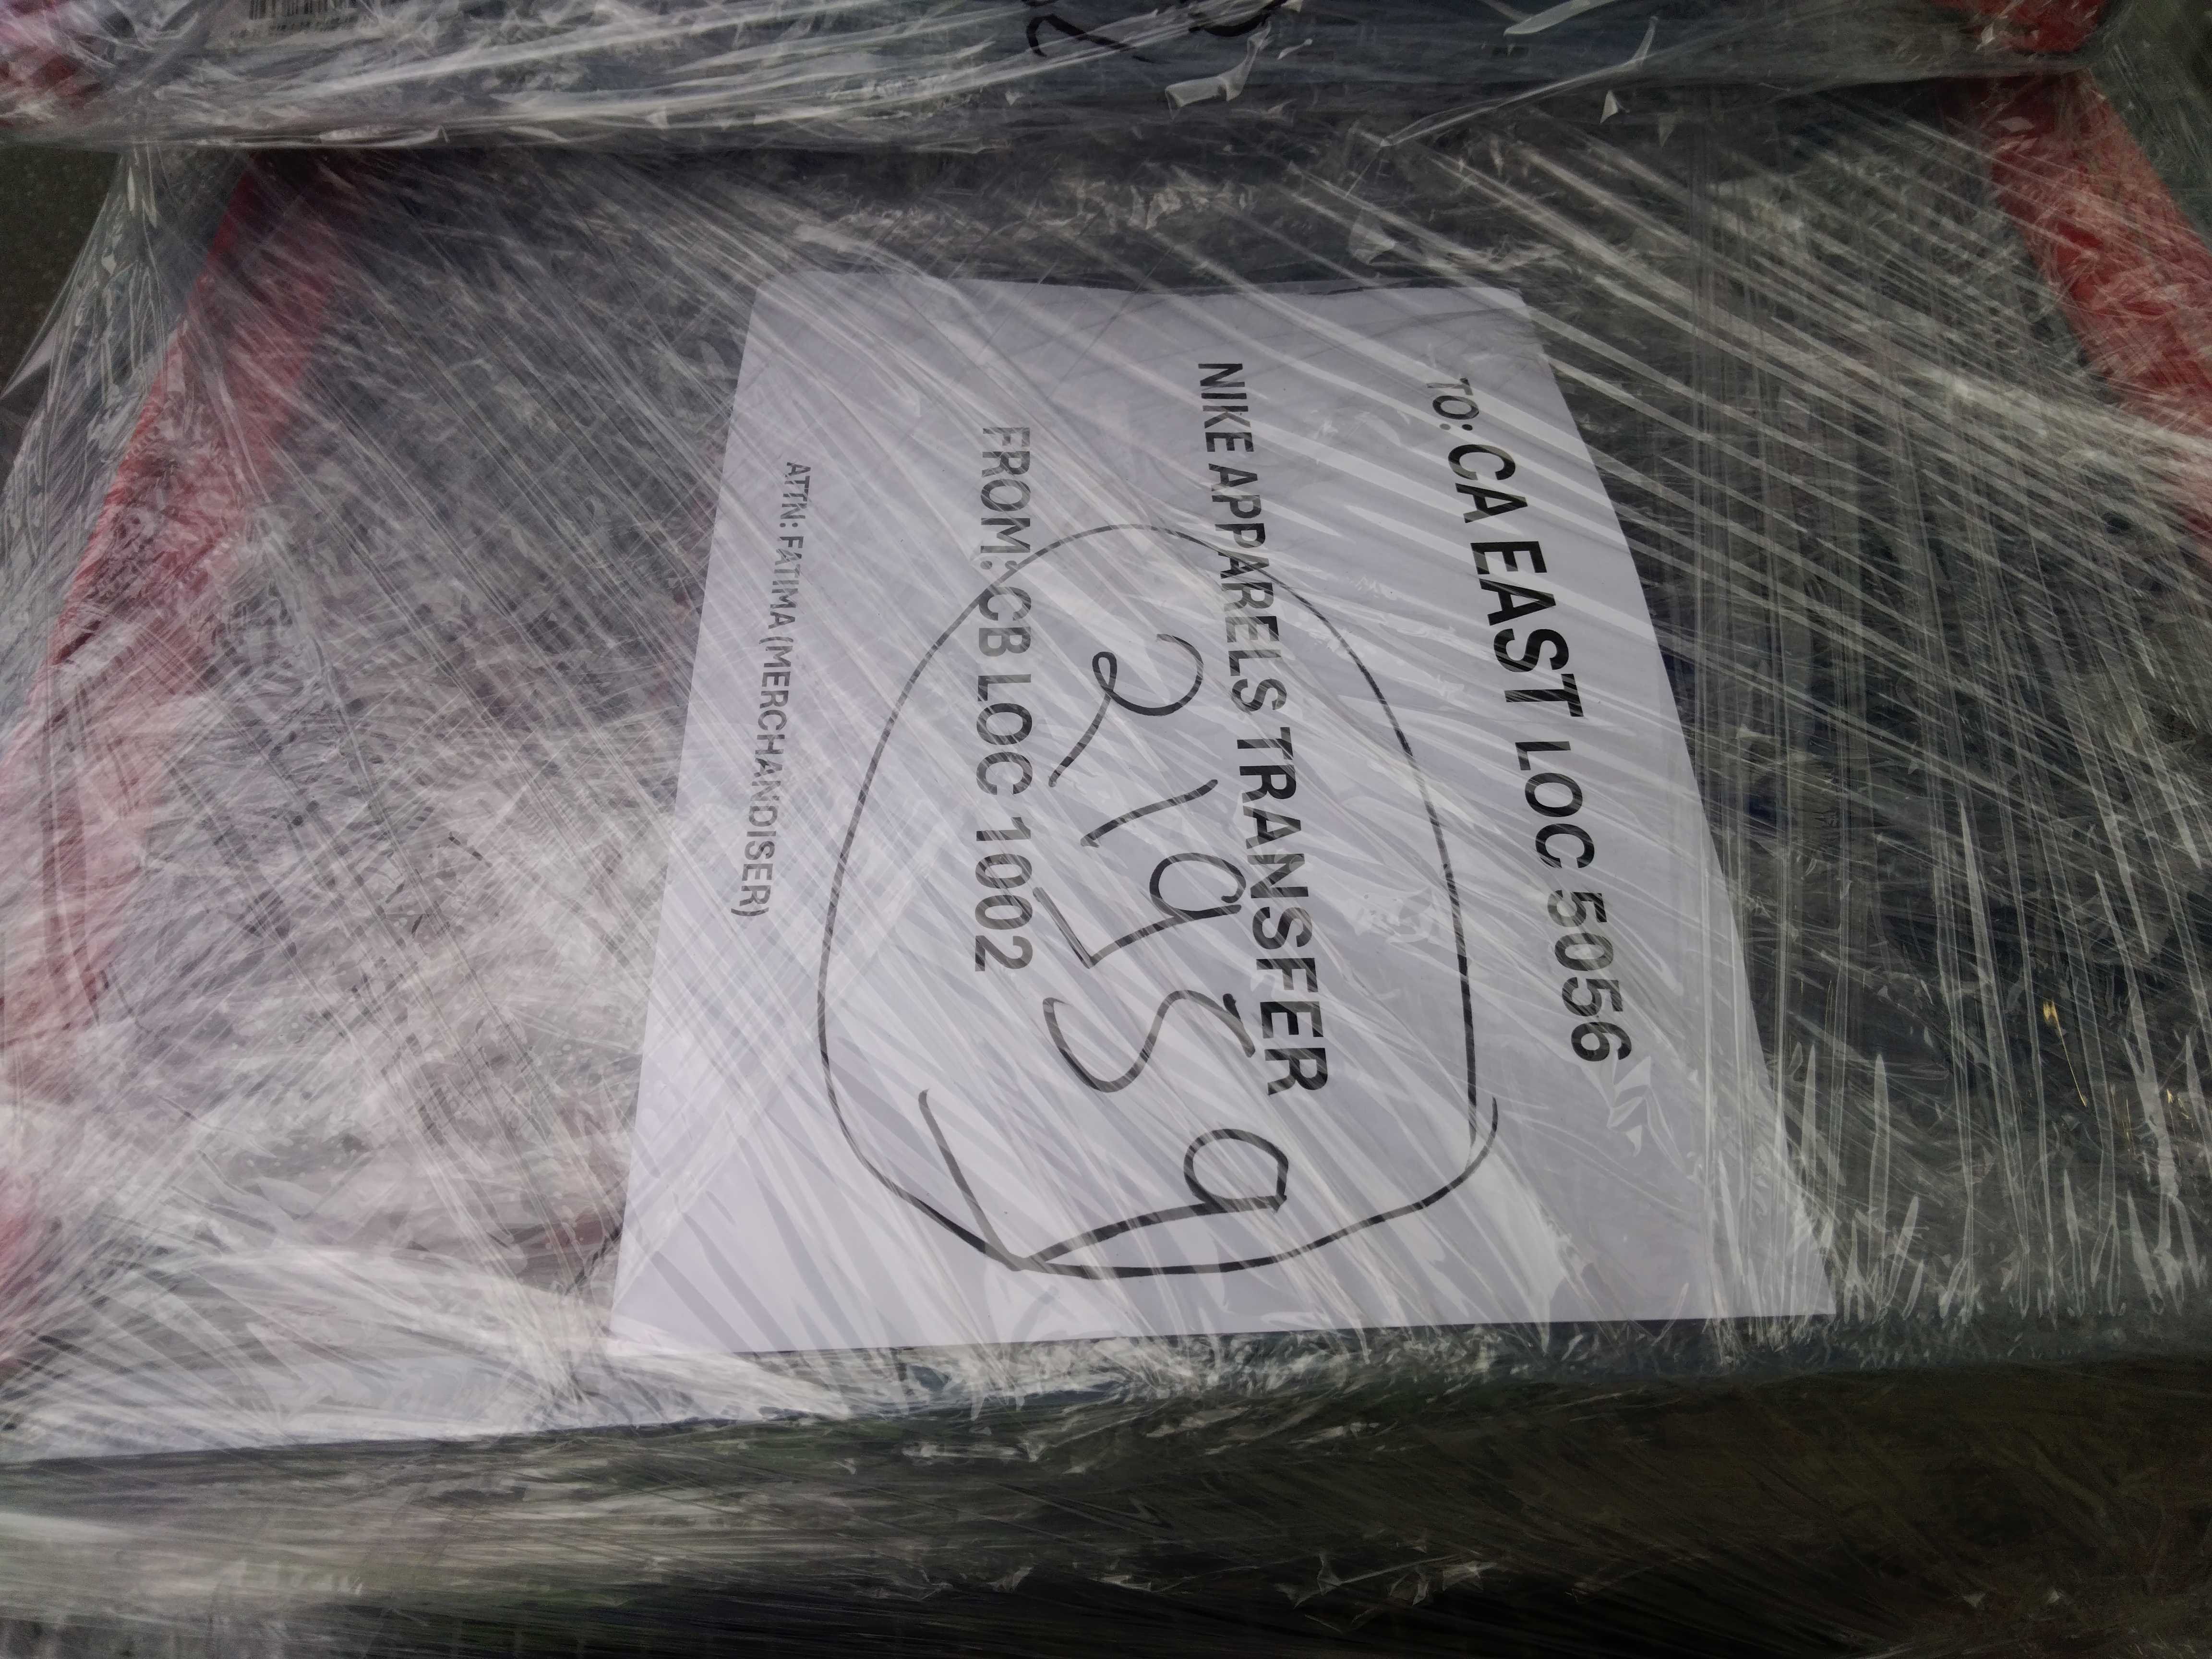 TO: CA EAST LOC 5056
NIKE APPARELS TRANSFER
21959
FROM: CB LOC 1002
ATTN: FATIMA (MERCHANDISER)